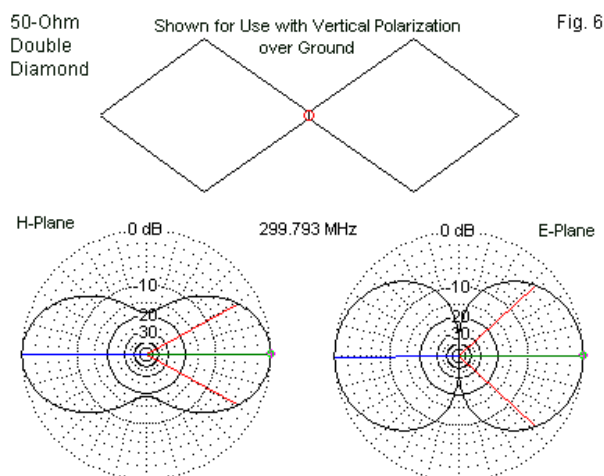 50-Ohm
Double
Diamond
Shown for Use with Vertical Polarization
over Ground
Fig. 6
H-Plane
0 dB
299.793 MHz
0 dB
E-Plane
-10
-20
-30
-10
-20